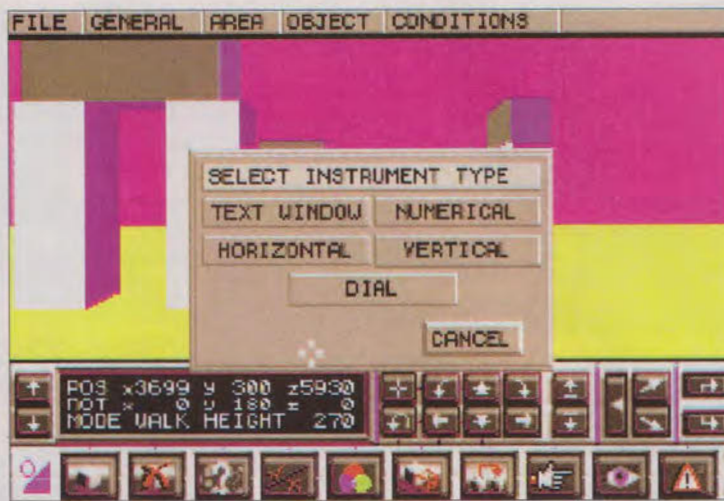 FILE GENERAL AREA OBJECT CONDITIONS
SELECT INSTRUMENT TYPE
TEXT WINDOW NUMERICAL
HORIZONTAL VERTICAL
DIAL
CANCEL
POS x3699 y 300 z5930
ROT x 0 y 180 z 0
MODE WALK HEIGHT 270